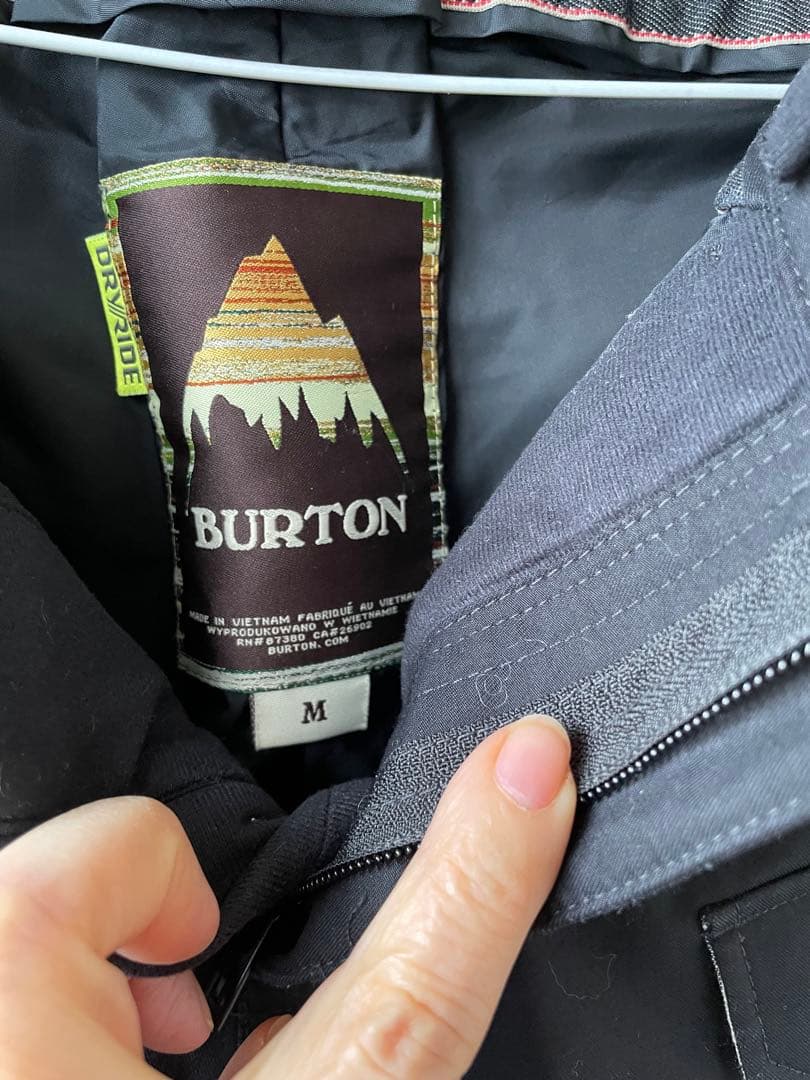 DRY//RIDE
BURTON
MADE IN VIETNAM FABRIQUÉ AU VIETNAM
WYPRODUKOWANO W WIETNAMIE
RN# 87380 CA#26902
BURTON.COM
M